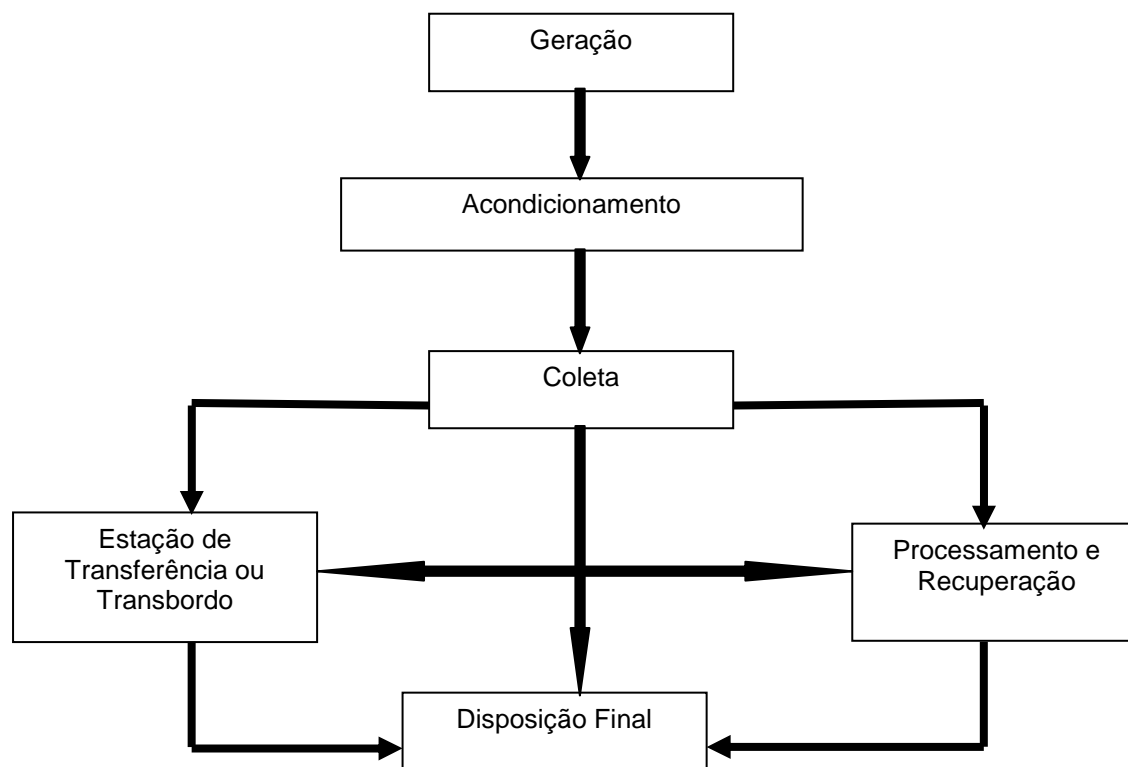 Geração
Acondicionamento
Coleta
Estação de
Transferência ou
Transbordo
Processamento e
Recuperação
Disposição Final